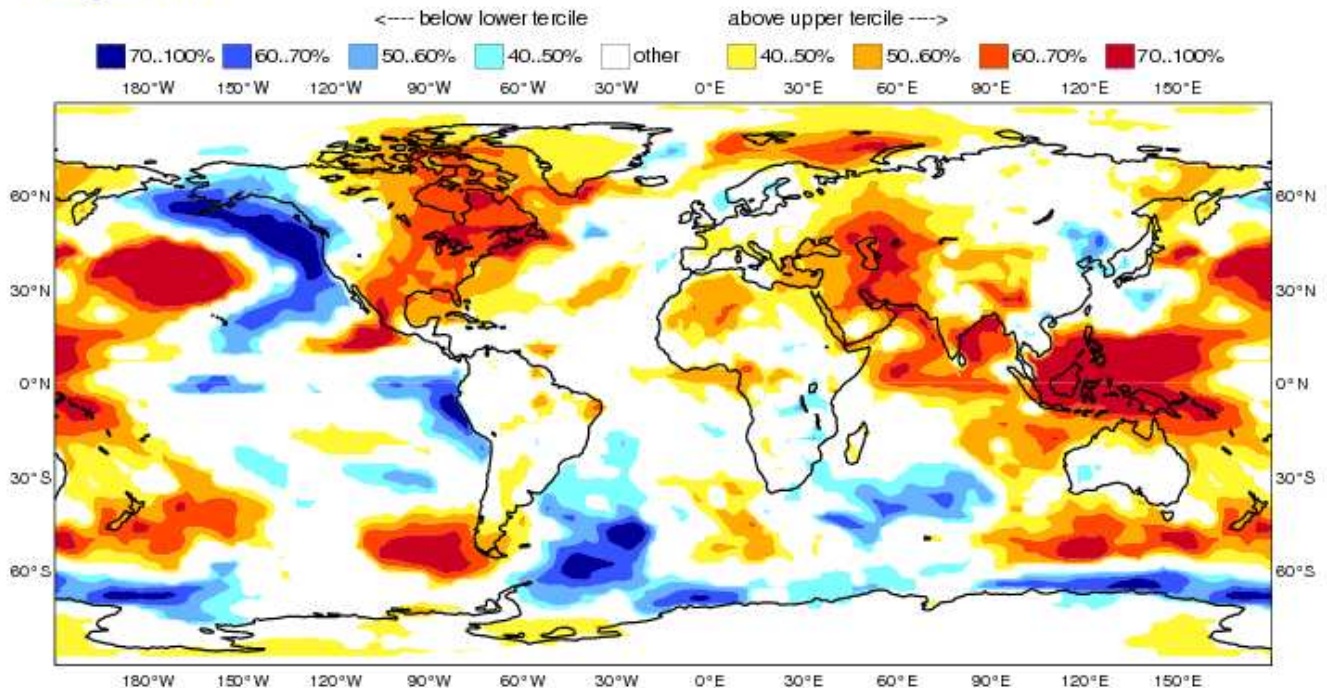 <---- below lower tercile above upper tercile ---->
70..100% 60..70% 50..60% 40..50% other 40..50% 50..60% 60..70% 70..100%
180°W 150°W 120°W 90°W 60°W 30°W 0°E 30°E 60°E 90°E 120°E 150°E
60°N 60°N
30°N 30°N
0°N 0°N
30°S 30°S
60°S 60°S
180°W 150°W 120°W 90°W 60°W 30°W 0°E 30°E 60°E 90°E 120°E 150°E